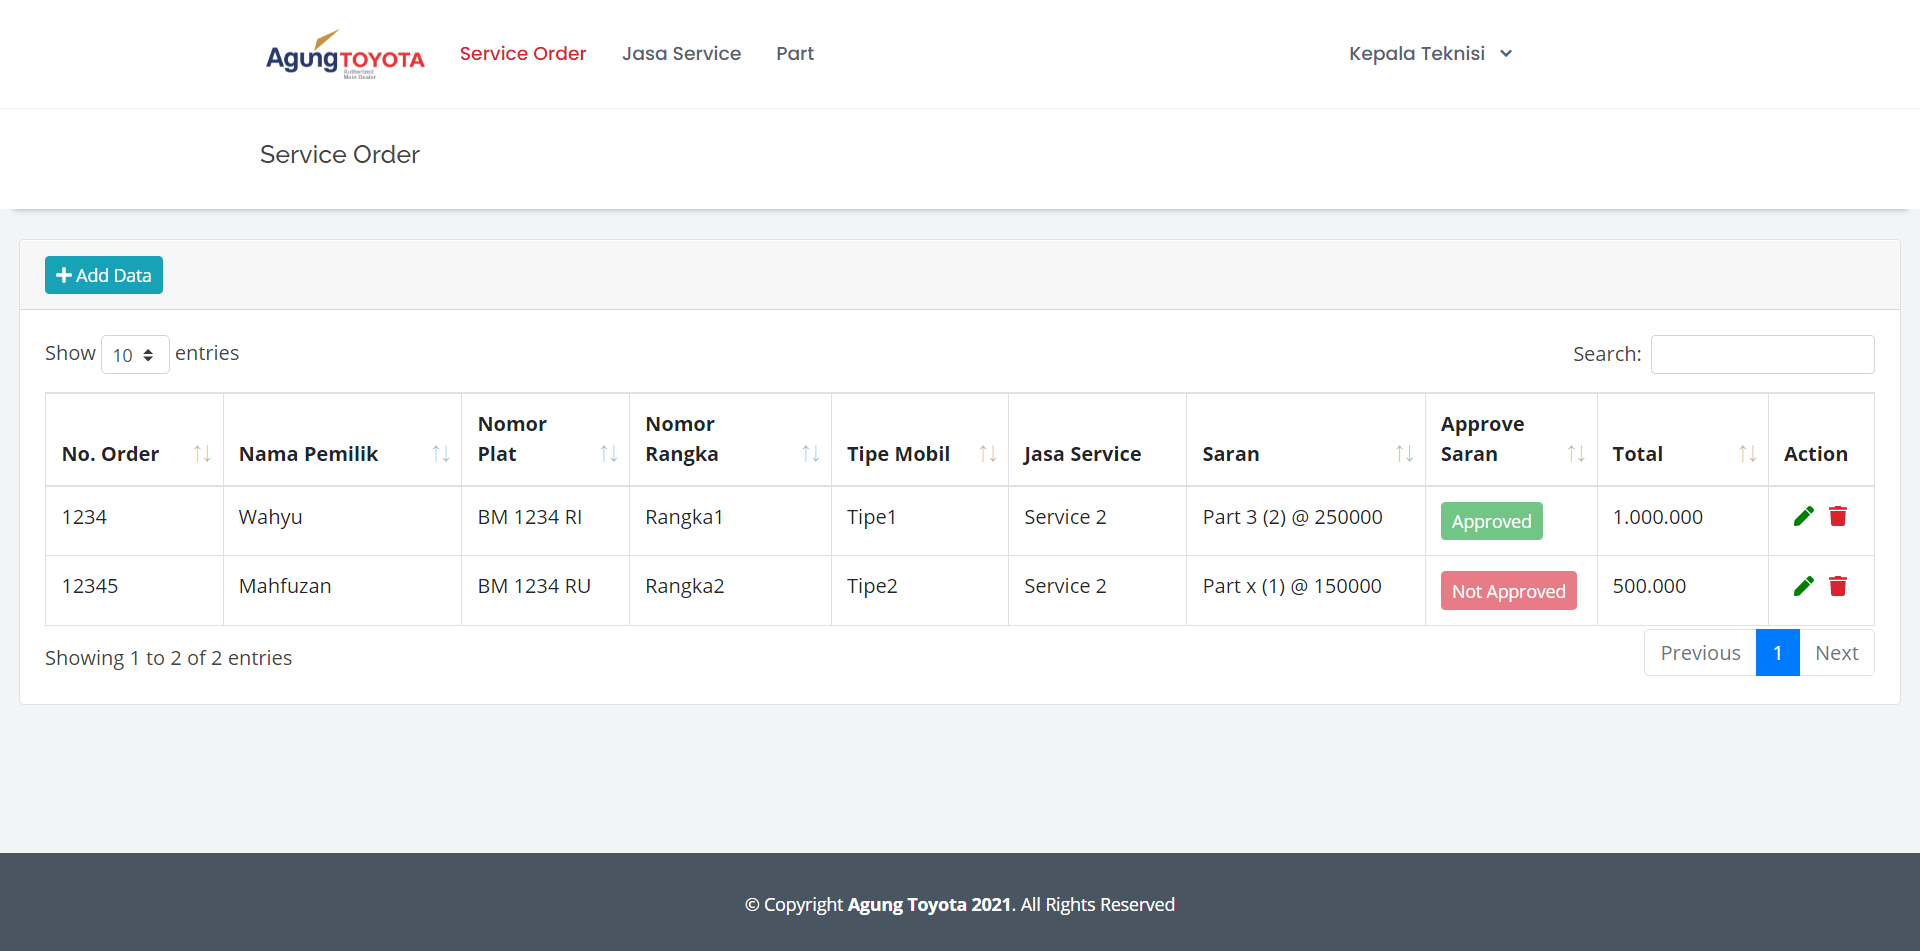 AgungTOYOTA
Authorized
Main Dealer
Service Order
Jasa Service
Part
Kepala Teknisi
Service Order
Add Data
Show 10 entries
Search:
No. Order
Nama Pemilik
Nomor Plat
Nomor Rangka
Tipe Mobil
Jasa Service
Saran
Approve Saran
Total
Action
1234 Wahyu BM 1234 RI Rangka1 Tipe1 Service 2 Part 3 (2) @ 250000 Approved 1.000.000
12345 Mahfuzan BM 1234 RU Rangka2 Tipe2 Service 2 Part x (1) @ 150000 Not Approved 500.000
Showing 1 to 2 of 2 entries
Previous 1 Next
© Copyright Agung Toyota 2021. All Rights Reserved